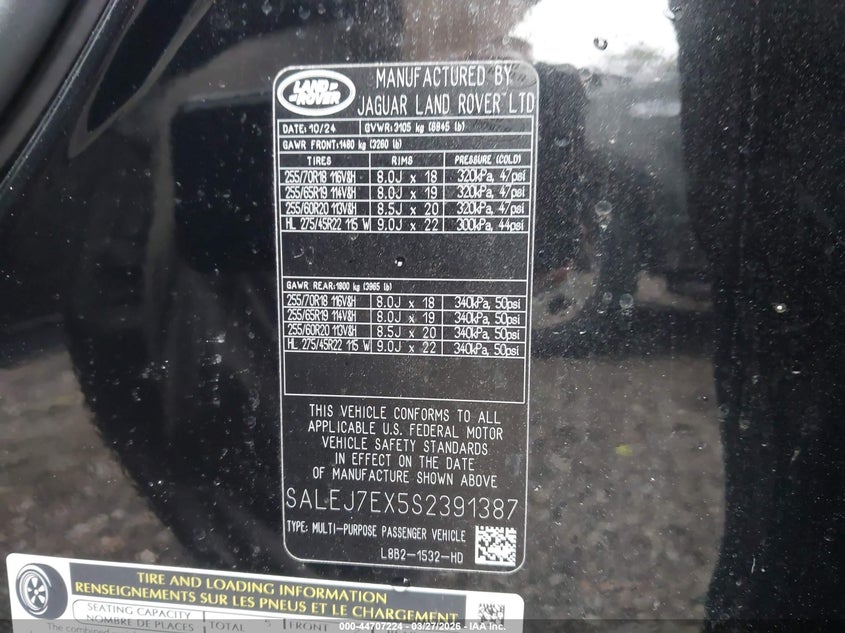 LAND
ROVER
MANUFACTURED BY
JAGUAR LAND ROVER LTD
DATE: 10/24 GVWR: 3105 kg (6845 lb)
GAWR FRONT: 1480 kg (3260 lb)
TIRES RIMS PRESSURE (COLD)
255/70R18 116V&H 8.0J x 18 320kPa, 47psi
255/65R19 114V&H 8.0J x 19 320kPa, 47psi
255/60R20 113V&H 8.5J x 20 320kPa, 47psi
HL 275/45R22 115 W 9.0J x 22 300kPa, 44psi
GAWR REAR: 1800 kg (3965 lb)
255/70R18 116V&H 8.0J x 18 340kPa, 50psi
255/65R19 114V&H 8.0J x 19 340kPa, 50psi
255/60R20 113V&H 8.5J x 20 340kPa, 50psi
HL 275/45R22 115 W 9.0J x 22 340kPa, 50psi
THIS VEHICLE CONFORMS TO ALL
APPLICABLE U.S. FEDERAL MOTOR
VEHICLE SAFETY STANDARDS
IN EFFECT ON THE DATE
OF MANUFACTURE SHOWN ABOVE
SALEJ7EX5S2391387
TYPE: MULTI-PURPOSE PASSENGER VEHICLE
L8B2-1532-HD
TIRE AND LOADING INFORMATION
RENSEIGNEMENTS SUR LES PNEUS ET LE CHARGEMENT
SEATING CAPACITY
NOMBRE DE PLACES TOTAL 5 FRONT
The combined
000-44707224 - 03/27/2026 - IAA Inc.